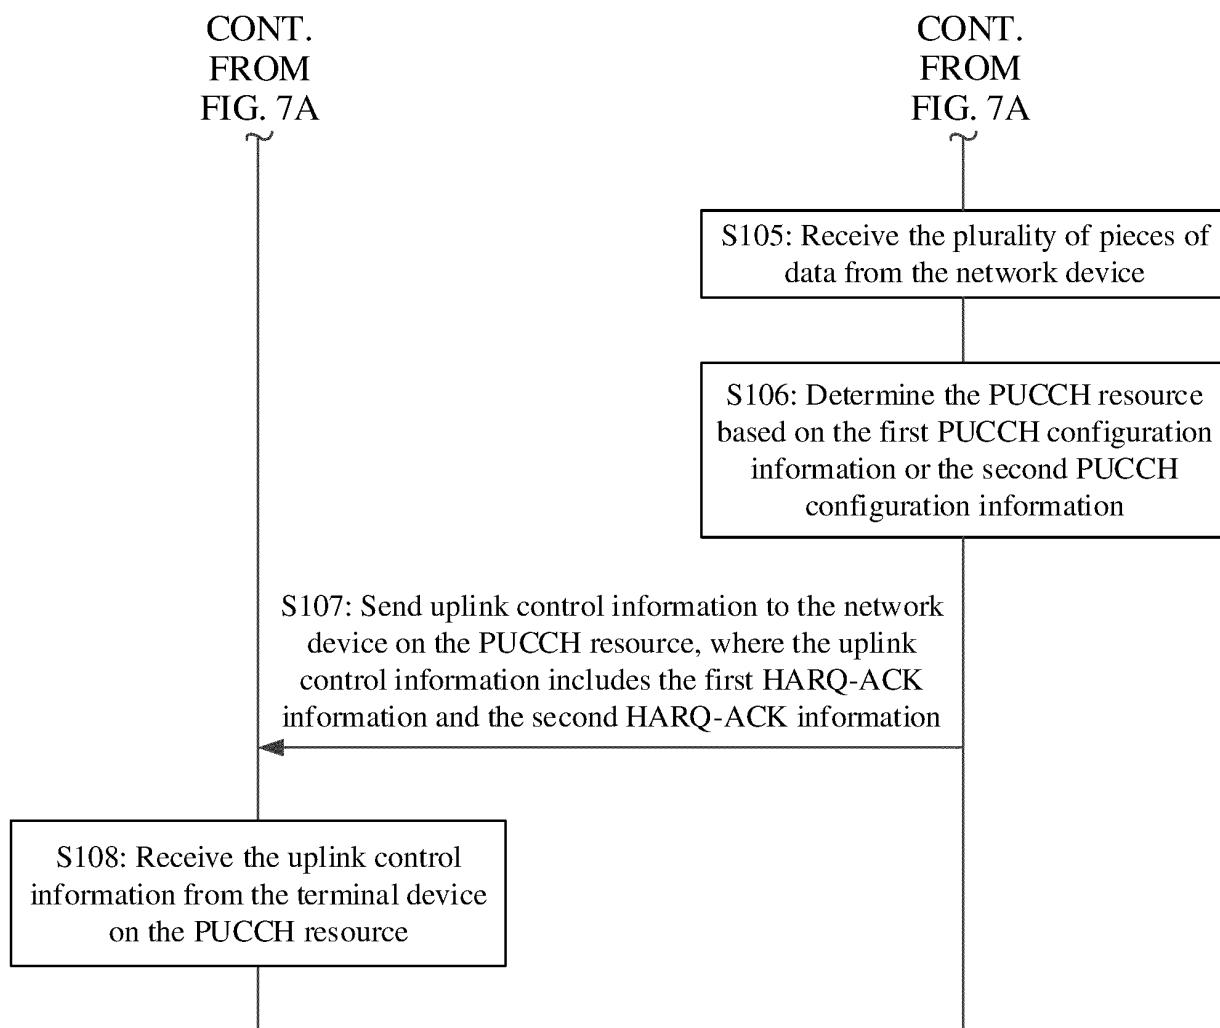 CONT.
FROM
FIG. 7A
CONT.
FROM
FIG. 7A
S105: Receive the plurality of pieces of
data from the network device
S106: Determine the PUCCH resource
based on the first PUCCH configuration
information or the second PUCCH
configuration information
S107: Send uplink control information to the network
device on the PUCCH resource, where the uplink
control information includes the first HARQ-ACK
information and the second HARQ-ACK information
S108: Receive the uplink control
information from the terminal device
on the PUCCH resource